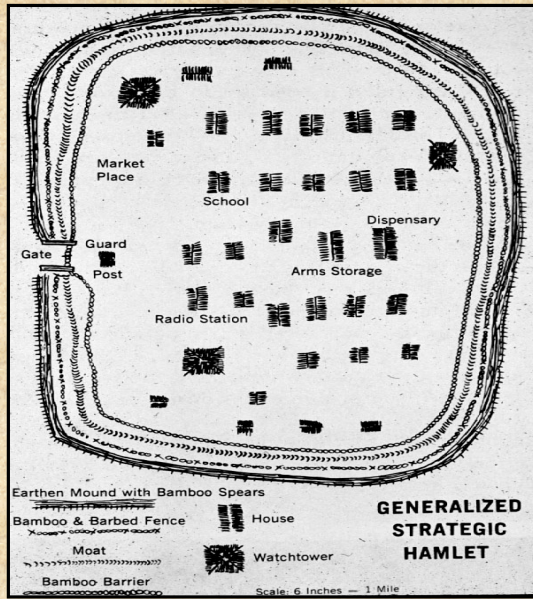 Market
Place
School
Dispensary
Gate
Guard
Post
Arms Storage
Radio Station
Earthen Mound with Bamboo Spears
Bamboo & Barbed Fence
Moat
Bamboo Barrier
House
Watchtower
GENERALIZED
STRATEGIC
HAMLET
Scale: 6 Inches — 1 Mile